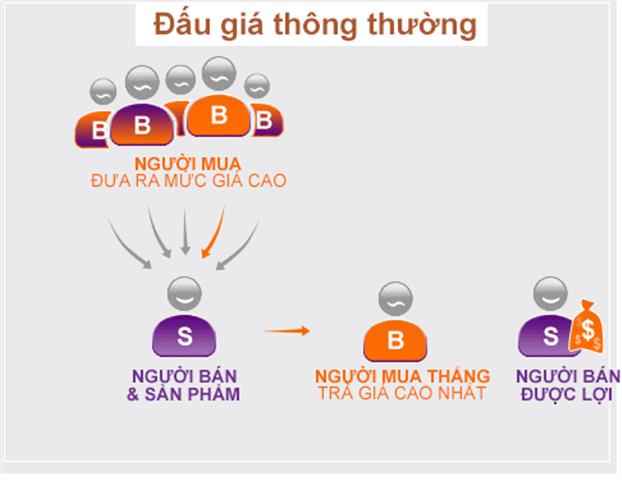 Đấu giá thông thường
B B B B
NGƯỜI MUA
ĐƯA RA MỨC GIÁ CAO
S
B
S $ $ $
NGƯỜI BÁN
& SẢN PHẨM
NGƯỜI MUA THẮNG
TRẢ GIÁ CAO NHẤT
NGƯỜI BÁN
ĐƯỢC LỢI